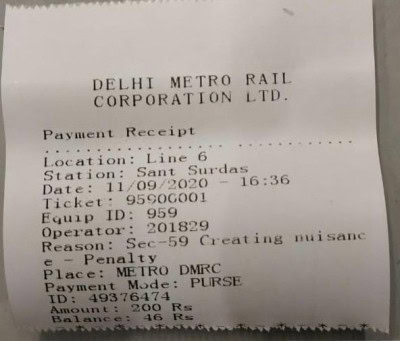 DELHI METRO RAIL
CORPORATION LTD.
Payment Receipt
Location: Line 6
Station: Sant Surdas
Date: 11/09/2020 - 16:36
Ticket: 95900001
Equip ID: 959
Operator: 201829
Reason: Sec-59 Creating nuisanc
e - Penalty
Place: METRO DMRC
Payment Mode: PURSE
ID: 49376474
Amount: 200 Rs
Balance: 46 Rs